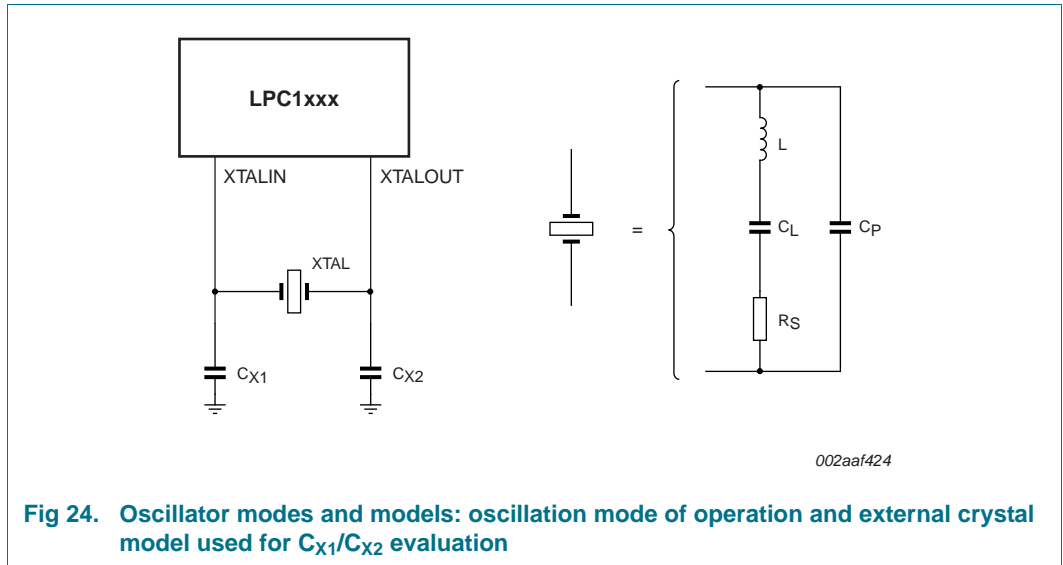 LPC1xxx
XTALIN XTALOUT
XTAL
CX1 CX2
=
L
CL CP
RS
002aaf424
Fig 24. Oscillator modes and models: oscillation mode of operation and external crystal
model used for CX1/CX2 evaluation